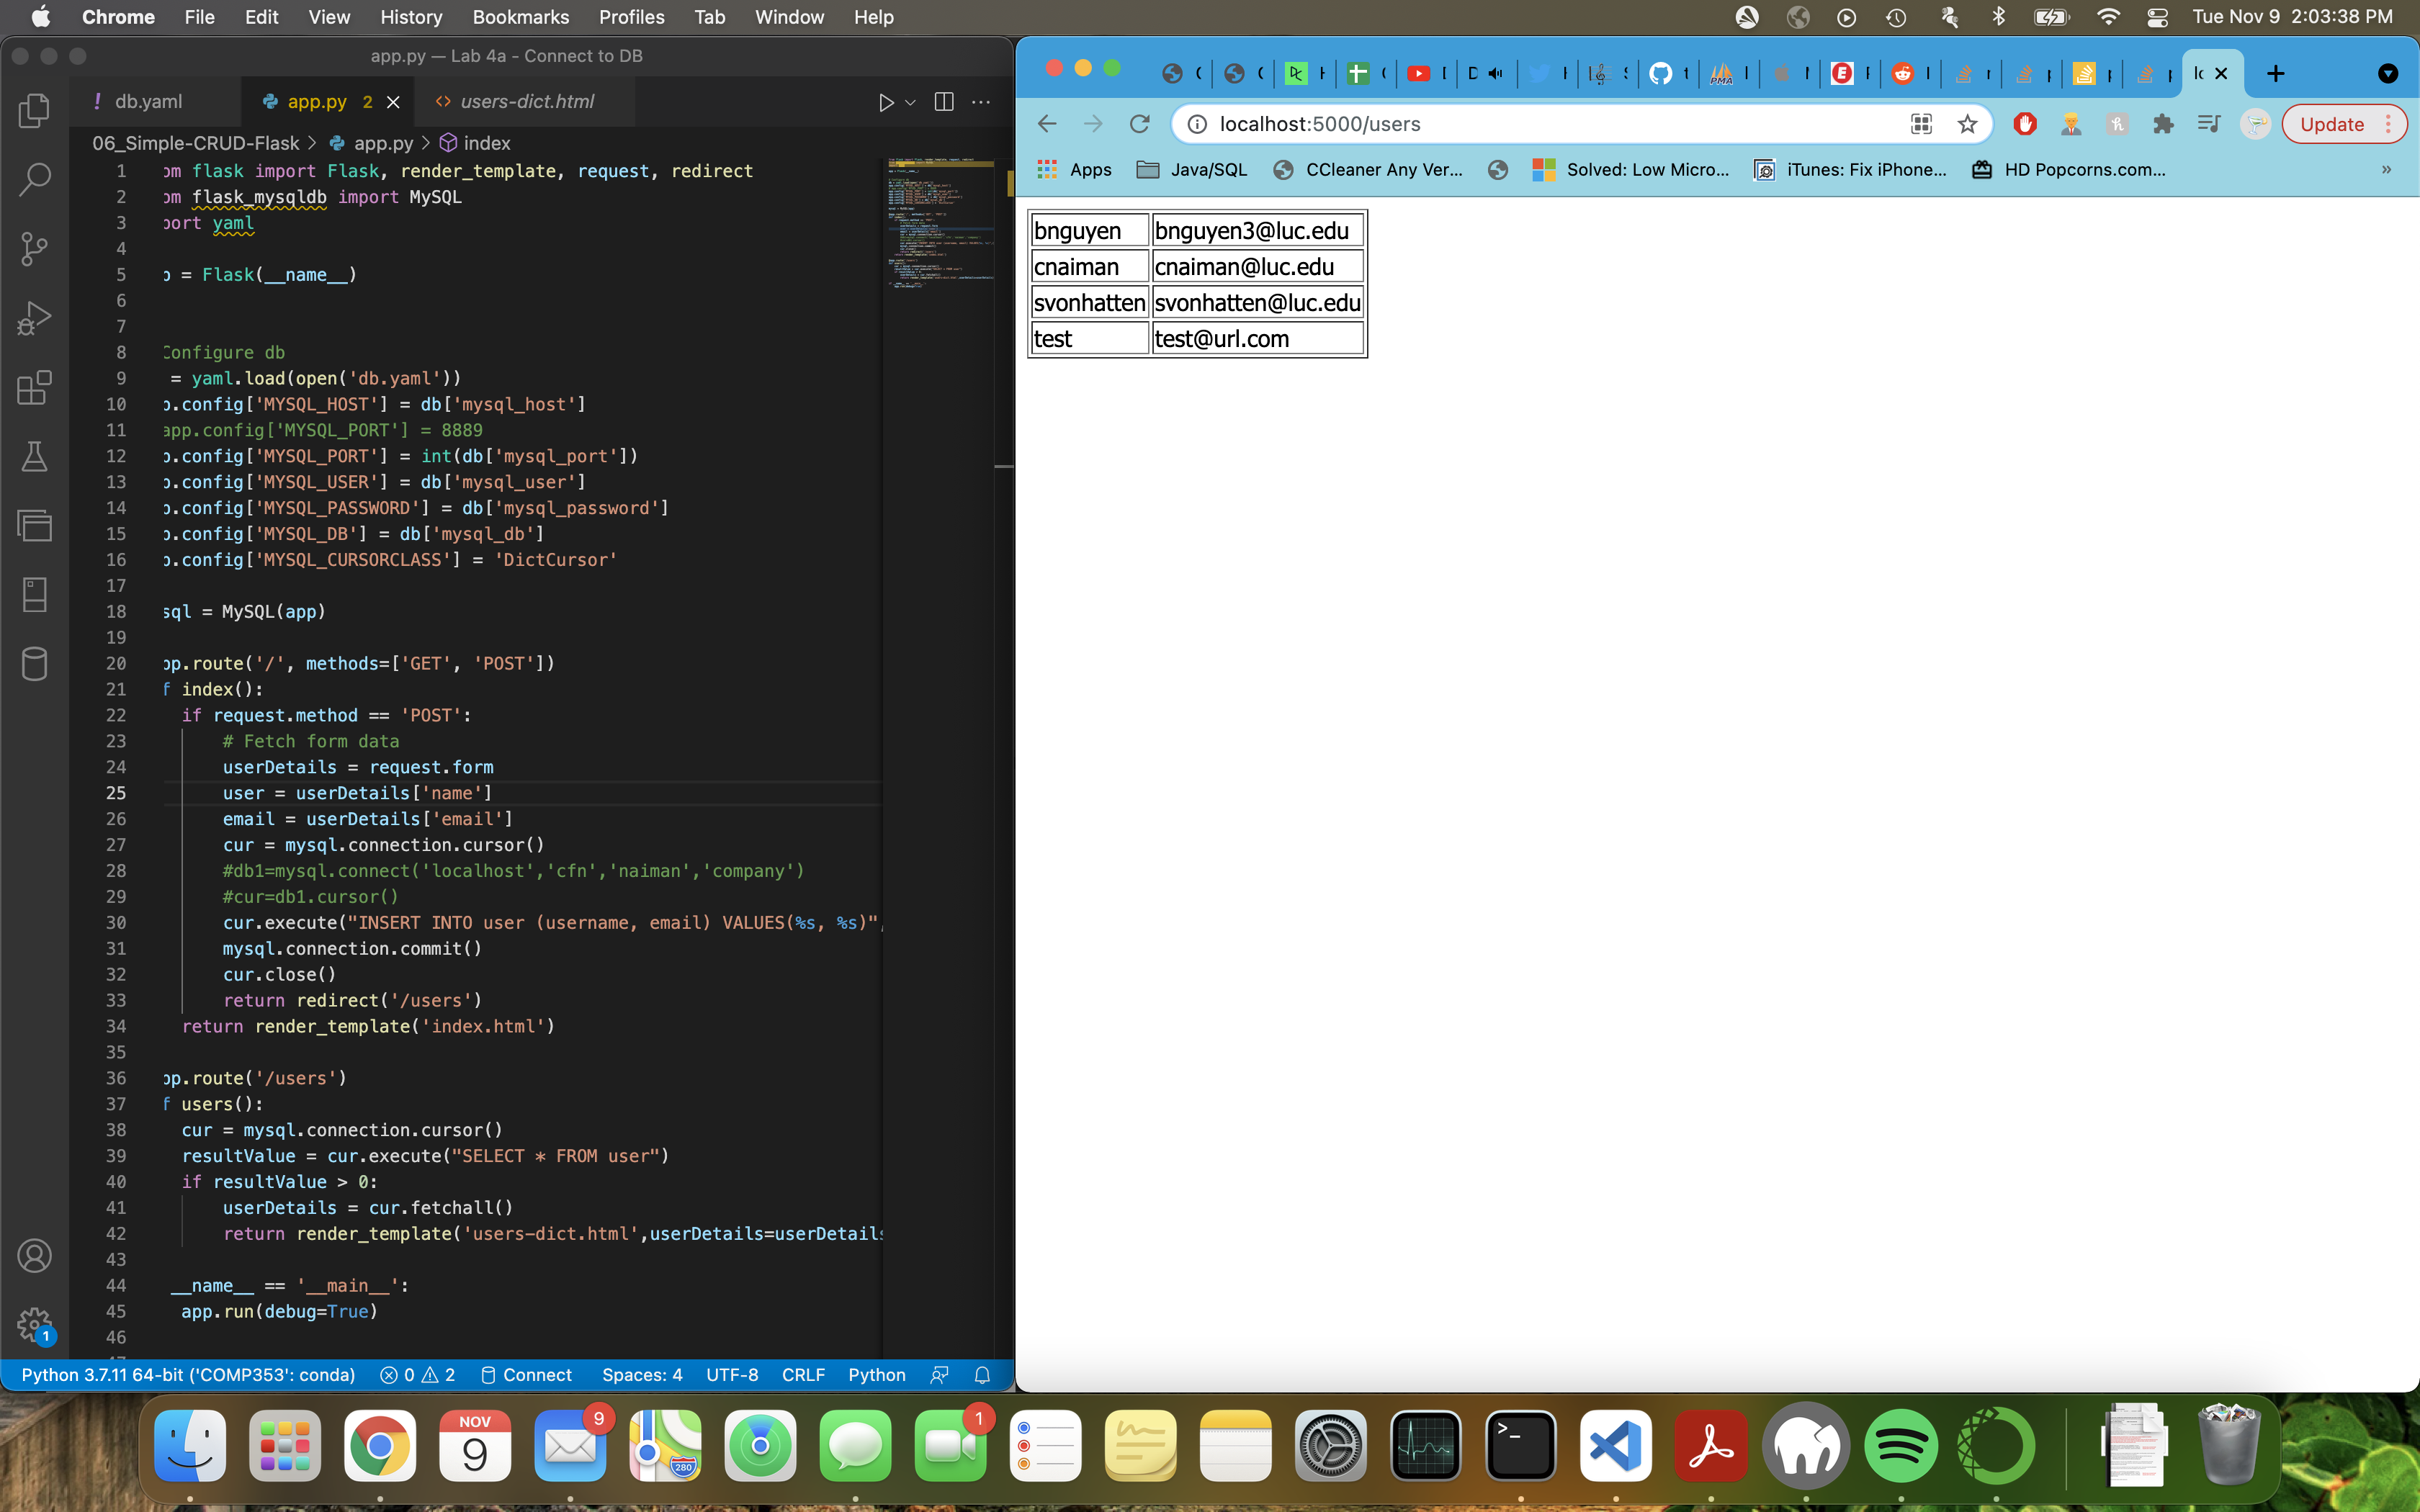 Chrome File Edit View History Bookmarks Profiles Tab Window Help Tue Nov 9 2:03:38 PM
app.py — Lab 4a - Connect to DB
! db.yaml app.py 2 <> users-dict.html
06_Simple-CRUD-Flask > app.py > index
1 om flask import Flask, render_template, request, redirect
2 om flask_mysqldb import MySQL
3 port yaml
4
5 p = Flask(__name__)
6
7
8 Configure db
9 = yaml.load(open('db.yaml'))
10 p.config['MYSQL_HOST'] = db['mysql_host']
11 app.config['MYSQL_PORT'] = 8889
12 p.config['MYSQL_PORT'] = int(db['mysql_port'])
13 p.config['MYSQL_USER'] = db['mysql_user']
14 p.config['MYSQL_PASSWORD'] = db['mysql_password']
15 p.config['MYSQL_DB'] = db['mysql_db']
16 p.config['MYSQL_CURSORCLASS'] = 'DictCursor'
17
18 sql = MySQL(app)
19
20 pp.route('/', methods=['GET', 'POST'])
21 f index():
22 if request.method == 'POST':
23 # Fetch form data
24 userDetails = request.form
25 user = userDetails['name']
26 email = userDetails['email']
27 cur = mysql.connection.cursor()
28 #db1=mysql.connect('localhost','cfn','naiman','company')
29 #cur=db1.cursor()
30 cur.execute("INSERT INTO user (username, email) VALUES(%s, %s)",
31 mysql.connection.commit()
32 cur.close()
33 return redirect('/users')
34 return render_template('index.html')
35
36 pp.route('/users')
37 f users():
38 cur = mysql.connection.cursor()
39 resultValue = cur.execute("SELECT * FROM user")
40 if resultValue > 0:
41 userDetails = cur.fetchall()
42 return render_template('users-dict.html',userDetails=userDetails
43
44 __name__ == '__main__':
45 app.run(debug=True)
46
1
Python 3.7.11 64-bit ('COMP353': conda) 0 2 Connect Spaces: 4 UTF-8 CRLF Python
localhost:5000/users Update
Apps Java/SQL CCleaner Any Ver... Solved: Low Micro... iTunes: Fix iPhone... HD Popcorns.com... »
bnguyen bnguyen3@luc.edu
cnaiman cnaiman@luc.edu
svonhatten svonhatten@luc.edu
test test@url.com
NOV
9
9
280
1
>_